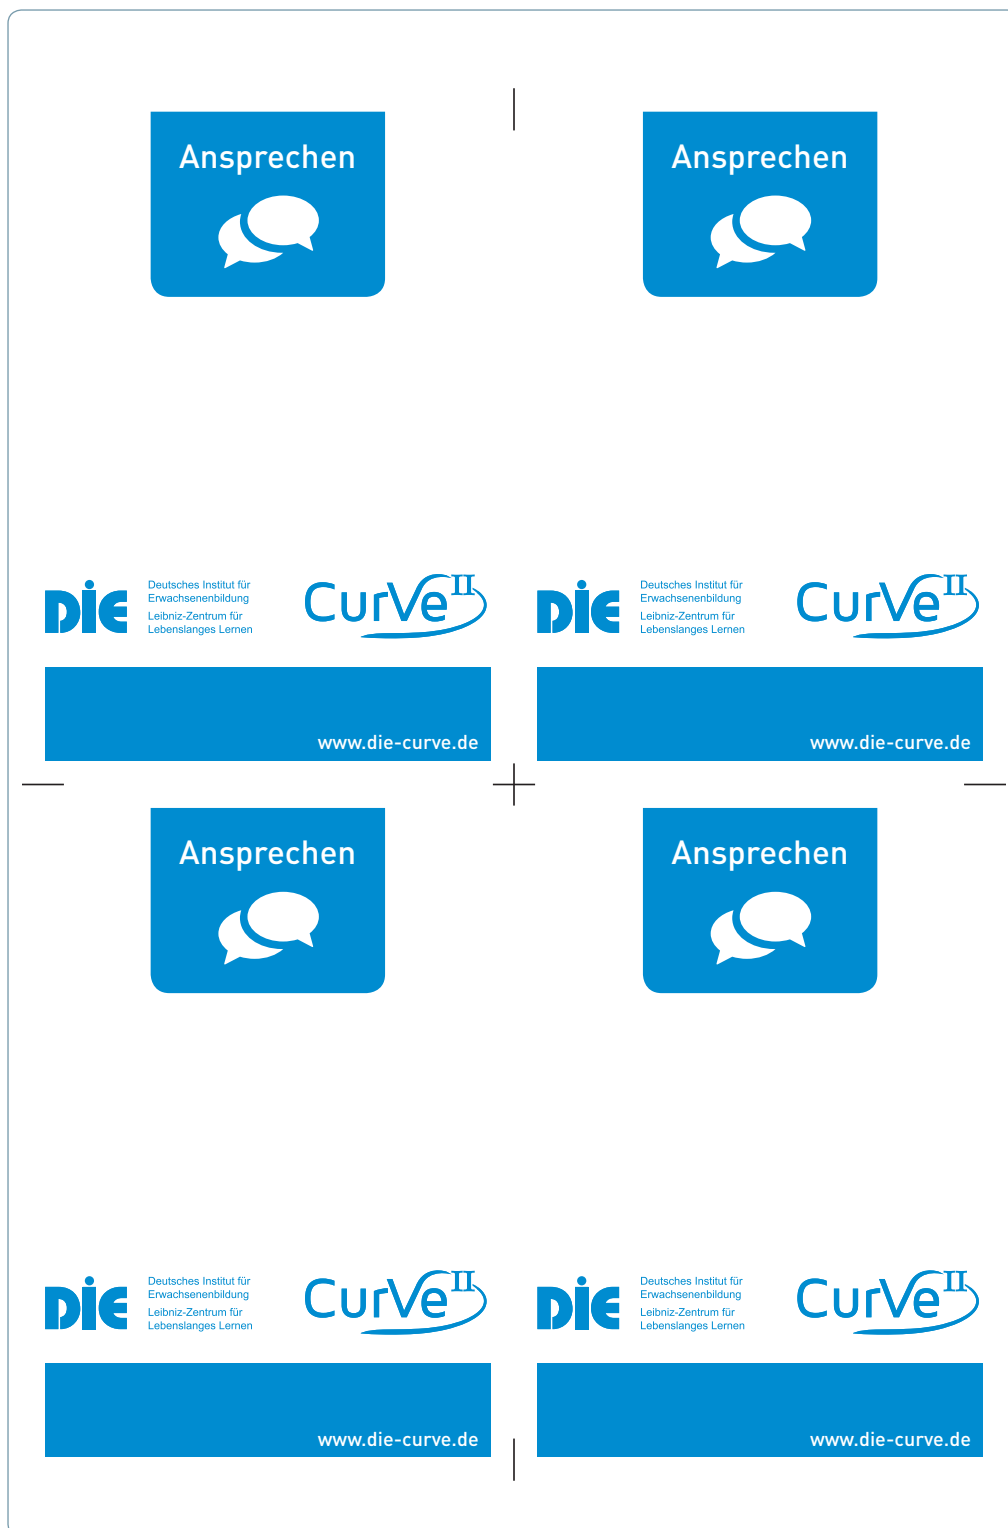 Ansprechen
Ansprechen
DIE
Deutsches Institut für
Erwachsenenbildung
Leibniz-Zentrum für
Lebenslanges Lernen
CurVe II
DIE
Deutsches Institut für
Erwachsenenbildung
Leibniz-Zentrum für
Lebenslanges Lernen
CurVe II
www.die-curve.de
www.die-curve.de
Ansprechen
Ansprechen
DIE
Deutsches Institut für
Erwachsenenbildung
Leibniz-Zentrum für
Lebenslanges Lernen
CurVe II
DIE
Deutsches Institut für
Erwachsenenbildung
Leibniz-Zentrum für
Lebenslanges Lernen
CurVe II
www.die-curve.de
www.die-curve.de